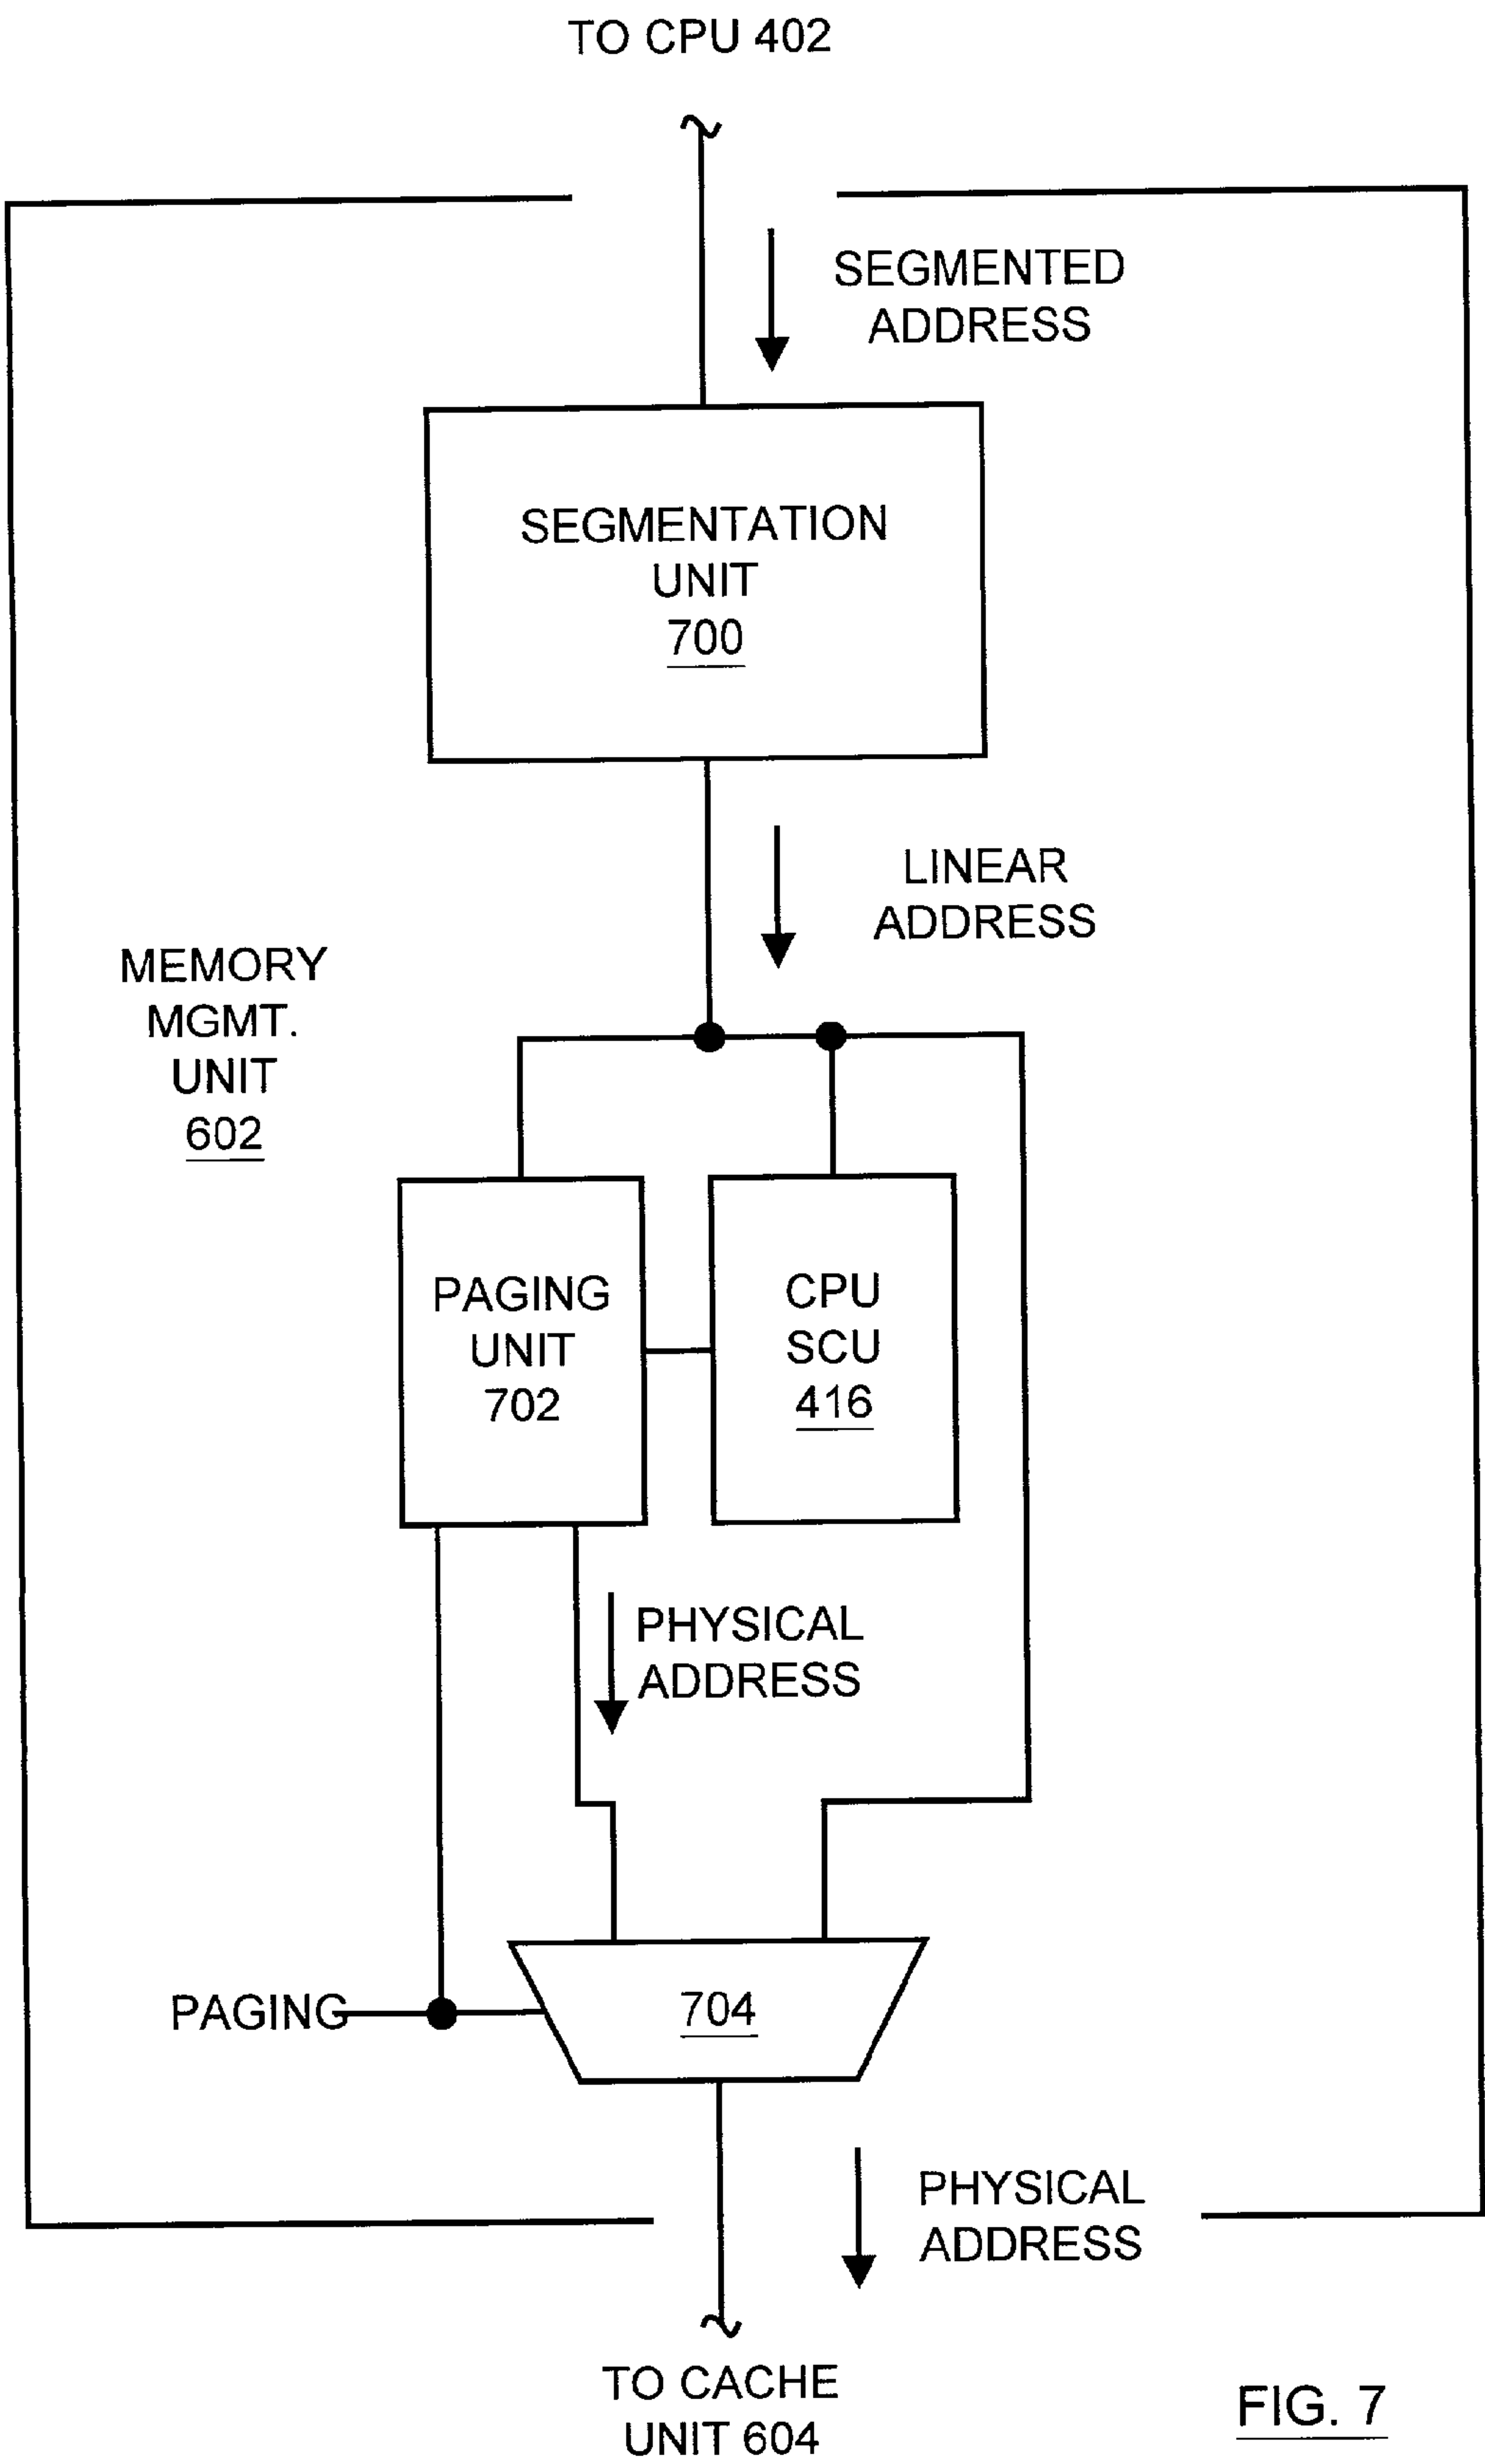 TO CPU 402
SEGMENTED
ADDRESS
SEGMENTATION
UNIT
700
LINEAR
ADDRESS
MEMORY
MGMT.
UNIT
602
PAGING
UNIT
702
CPU
SCU
416
PHYSICAL
ADDRESS
PAGING
704
PHYSICAL
ADDRESS
TO CACHE
UNIT 604
FIG. 7